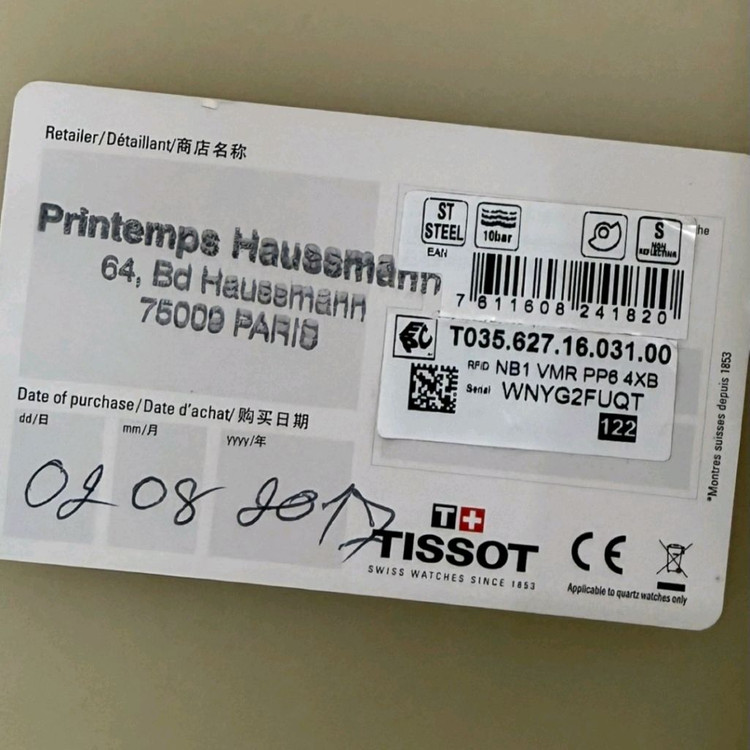 Retailer/Détaillant/商店名称
Printemps Haussmann
64, Bd Haussmann
75009 PARIS
ST
STEEL
10bar
S
NON
REFLECTING
he
EAN
7 611608 241820
T035.627.16.031.00
RFID NB1 VMR PP6 4XB
Serial WNYG2FUQT
122
*Montres suisses depuis 1853
Date of purchase/Date d'achat/购买日期
dd/日
mm/月
yyyy/年
02 08 2017
T+
TISSOT
SWISS WATCHES SINCE 1853
CE
Applicable to quartz watches only